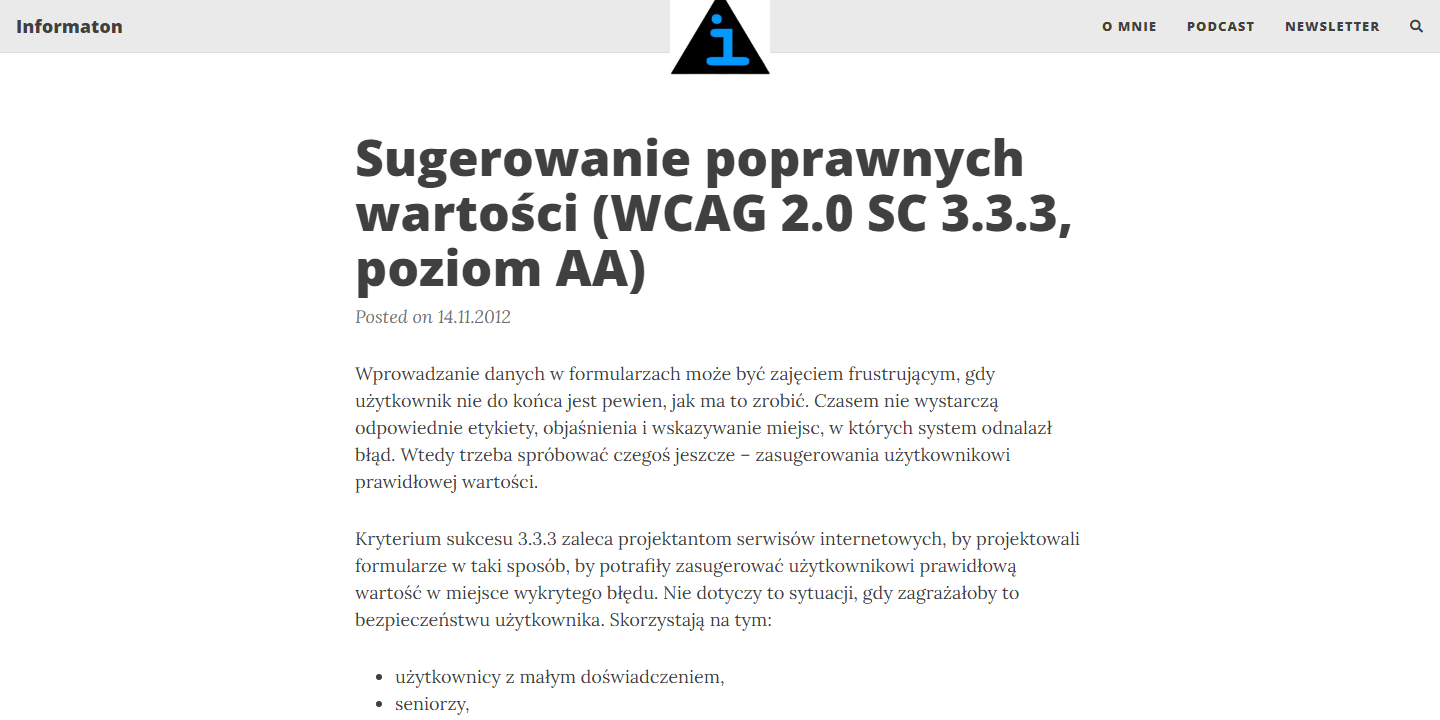 Informaton
i
O MNIE
PODCAST
NEWSLETTER
Sugerowanie poprawnych
wartości (WCAG 2.0 SC 3.3.3,
poziom AA)
Posted on 14.11.2012
Wprowadzanie danych w formularzach może być zajęciem frustrującym, gdy
użytkownik nie do końca jest pewien, jak ma to zrobić. Czasem nie wystarczą
odpowiednie etykiety, objaśnienia i wskazywanie miejsc, w których system odnalazł
błąd. Wtedy trzeba spróbować czegoś jeszcze – zasugerowania użytkownikowi
prawidłowej wartości.
Kryterium sukcesu 3.3.3 zaleca projektantom serwisów internetowych, by projektowali
formularze w taki sposób, by potrafiły zasugerować użytkownikowi prawidłową
wartość w miejsce wykrytego błędu. Nie dotyczy to sytuacji, gdy zagrażałoby to
bezpieczeństwu użytkownika. Skorzystają na tym:
użytkownicy z małym doświadczeniem,
seniorzy,